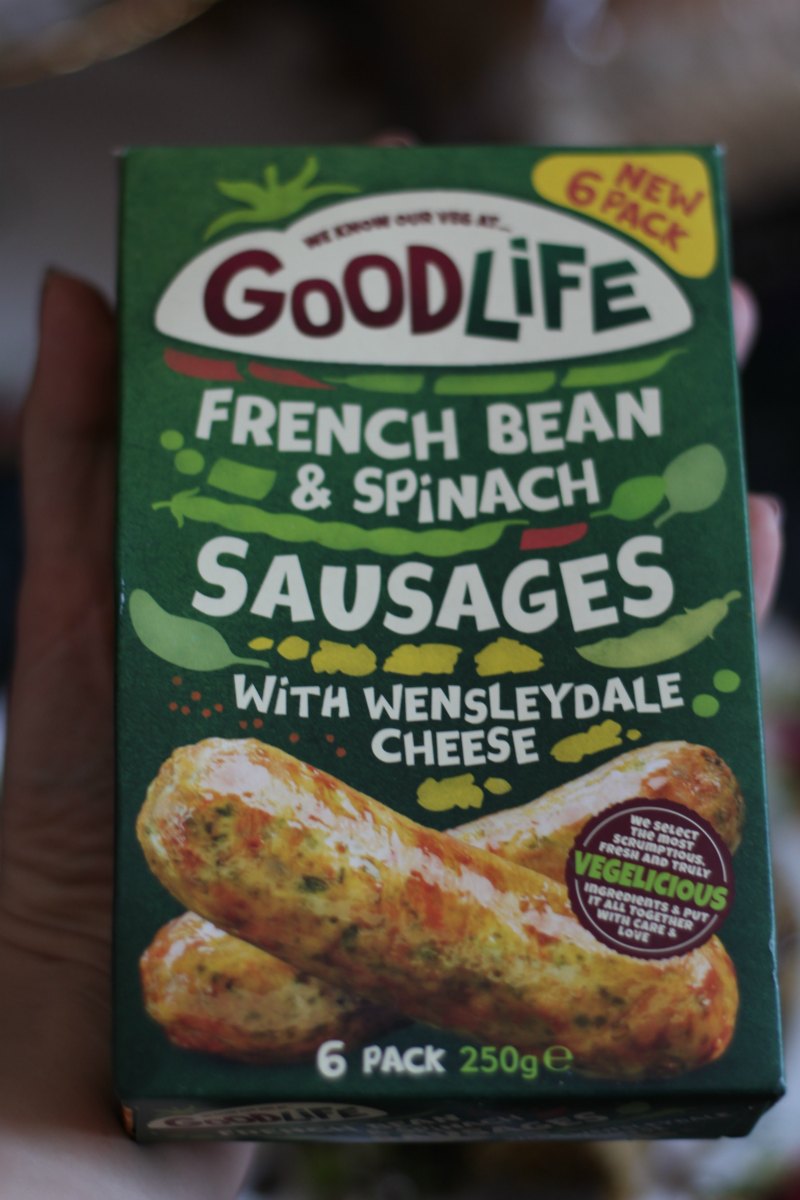 NEW
6 PACK
WE KNOW OUR VEG AT...
GOODLIFE
FRENCH BEAN
& SPiNACH
SAUSAGES
WiTH WENSLEYDALE
CHEESE
WE SELECT
THE MOST
SCRUMPTIOUS,
FRESH AND TRULY
VEGELICIOUS
iNGREDIENTS & PUT
IT ALL TOGETHER
WITH CARE &
LOVE
6 PACK 250g℮
GOODLIFE